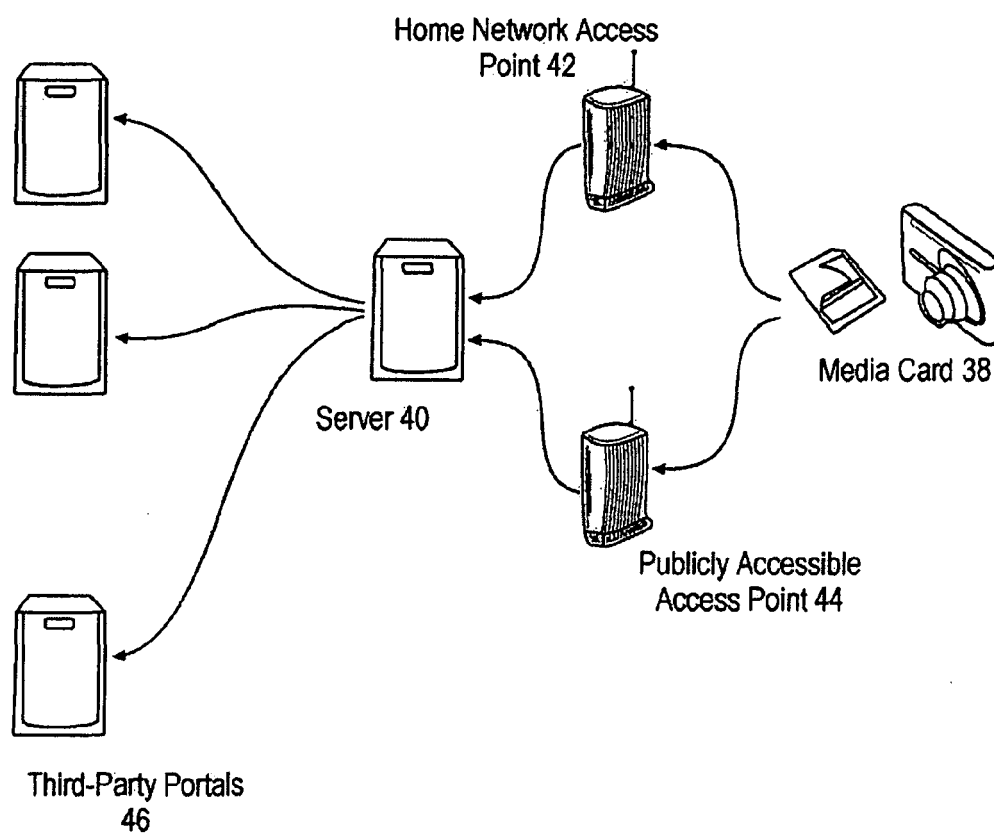 Home Network Access
Point 42
Media Card 38
Server 40
Publicly Accessible
Access Point 44
Third-Party Portals
46